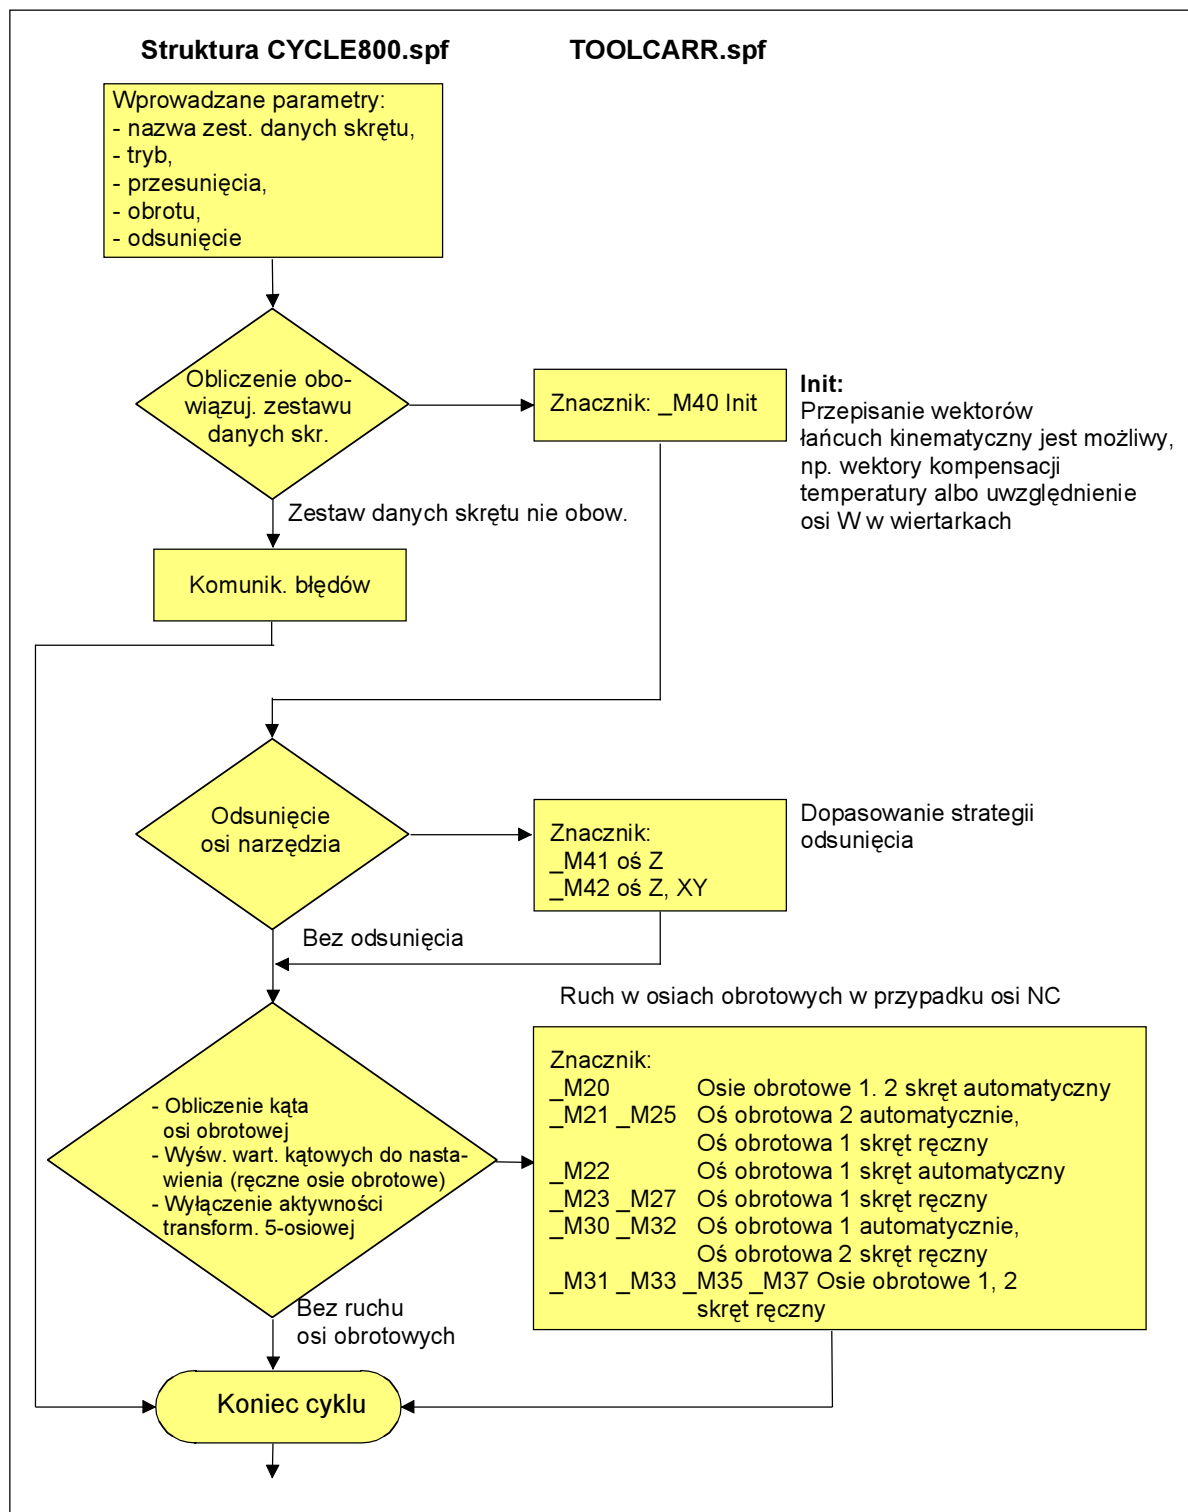 Struktura CYCLE800.spf
TOOLCARR.spf
Wprowadzane parametry:
- nazwa zest. danych skrętu,
- tryb,
- przesunięcia,
- obrotu,
- odsunięcie
Obliczenie obo-
wiązuj. zestawu
danych skr.
Znacznik: _M40 Init
Init:
Przepisanie wektorów
łańcuch kinematyczny jest możliwy,
np. wektory kompensacji
temperatury albo uwzględnienie
osi W w wiertarkach
Zestaw danych skrętu nie obow.
Komunik. błędów
Odsunięcie
osi narzędzia
Znacznik:
_M41 oś Z
_M42 oś Z, XY
Dopasowanie strategii
odsunięcia
Bez odsunięcia
Ruch w osiach obrotowych w przypadku osi NC
- Obliczenie kąta
osi obrotowej
- Wyśw. wart. kątowych do nasta-
wienia (ręczne osie obrotowe)
- Wyłączenie aktywności
transform. 5-osiowej
Znacznik:
_M20 Osie obrotowe 1. 2 skręt automatyczny
_M21 _M25 Oś obrotowa 2 automatycznie,
Oś obrotowa 1 skręt ręczny
_M22 Oś obrotowa 1 skręt automatyczny
_M23 _M27 Oś obrotowa 1 skręt ręczny
_M30 _M32 Oś obrotowa 1 automatycznie,
Oś obrotowa 2 skręt ręczny
_M31 _M33 _M35 _M37 Osie obrotowe 1, 2
skręt ręczny
Bez ruchu
osi obrotowych
Koniec cyklu